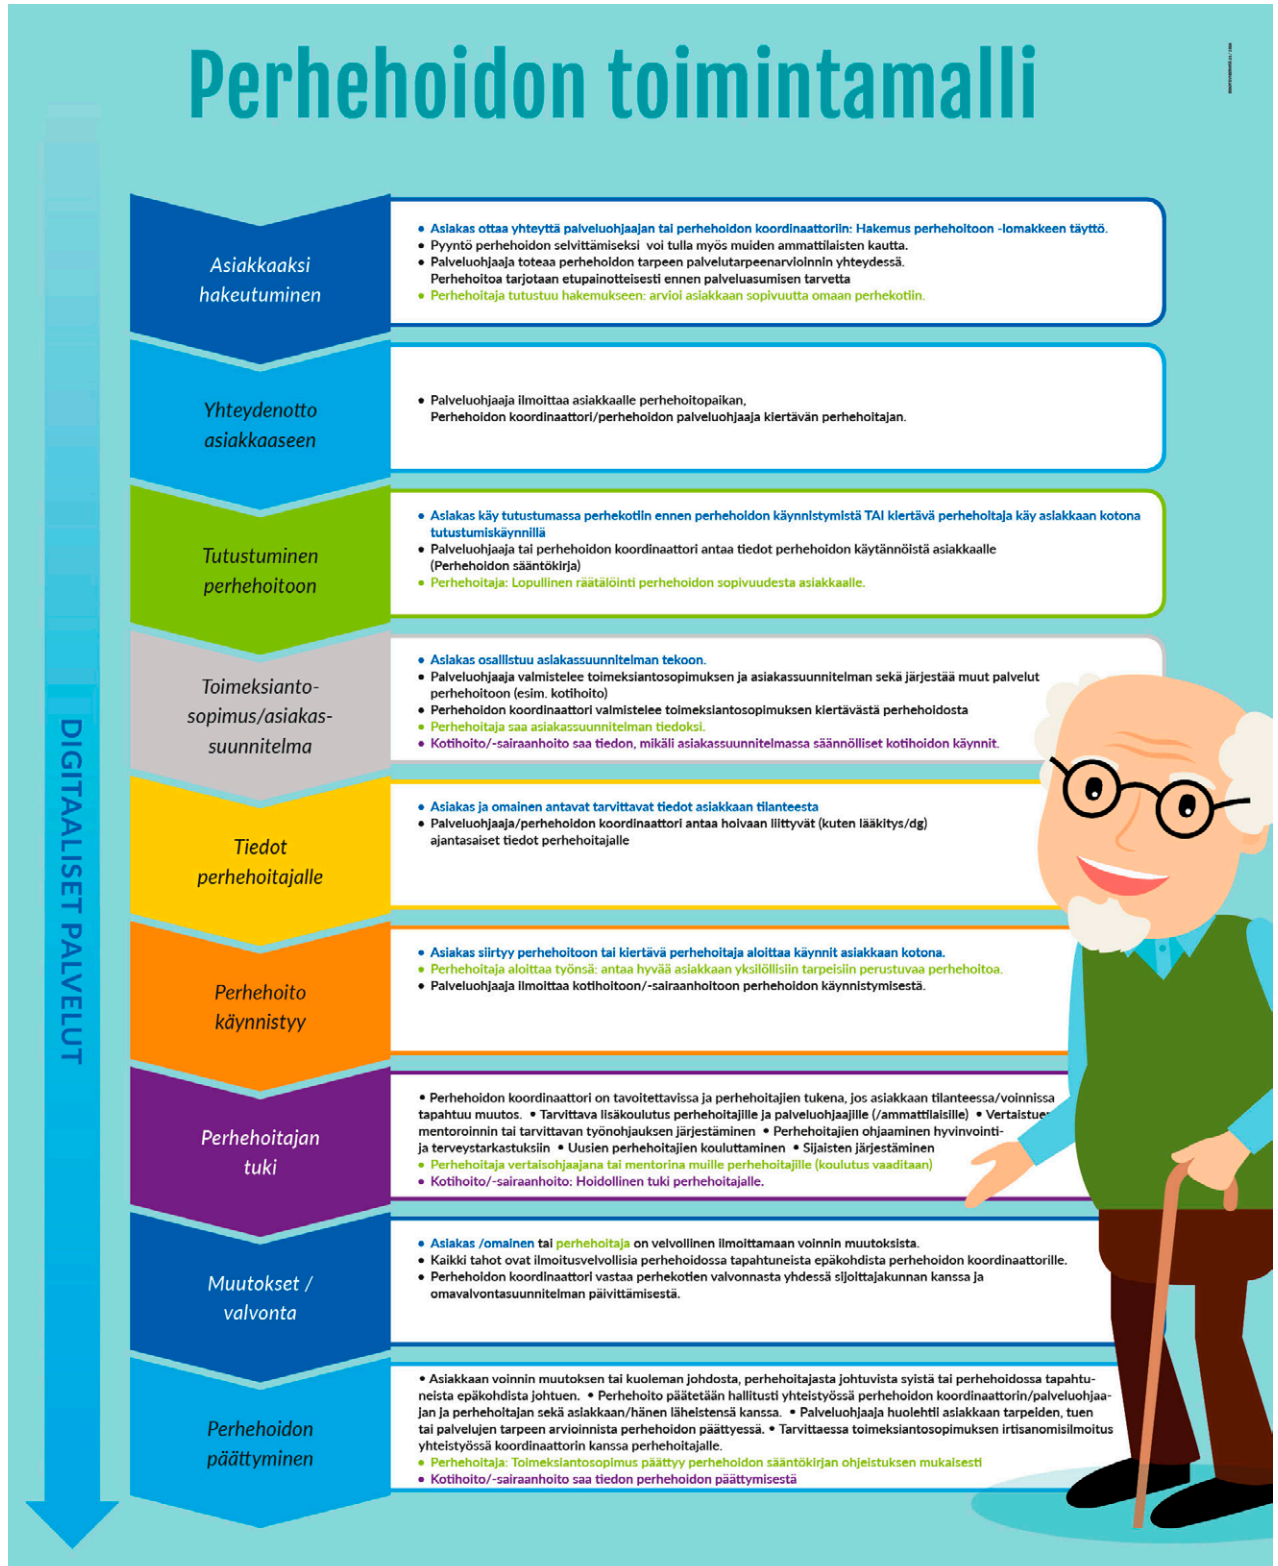 Perhehoidon toimintamalli
DIGITAALISET PALVELUT
Asiakkaaksi
hakeutuminen
• Asiakas ottaa yhteyttä palveluohjaajan tai perhehoidon koordinaattoriin: Hakemus perhehoitoon -lomakkeen täyttö.
• Pyyntö perhehoidon selvittämiseksi voi tulla myös muiden ammattilaisten kautta.
• Palveluohjaaja toteaa perhehoidon tarpeen palvelutarpeenarvioinnin yhteydessä.
Perhehoitoa tarjotaan etupainotteisesti ennen palveluasumisen tarvetta
• Perhehoitaja tutustuu hakemukseen: arvioi asiakkaan sopivuutta omaan perhekotiin.
Yhteydenotto
asiakkaaseen
• Palveluohjaaja ilmoittaa asiakkaalle perhehoitopaikan,
Perhehoidon koordinaattori/perhehoidon palveluohjaaja kiertävän perhehoitajan.
Tutustuminen
perhehoitoon
• Asiakas käy tutustumassa perhekotiin ennen perhehoidon käynnistymistä TAI kiertävä perhehoitaja käy asiakkaan kotona
tutustumiskäynnillä
• Palveluohjaaja tai perhehoidon koordinaattori antaa tiedot perhehoidon käytännöistä asiakkaalle
(Perhehoidon sääntökirja)
• Perhehoitaja: Lopullinen räätälöinti perhehoidon sopivuudesta asiakkaalle.
Toimeksianto-
sopimus/asiakas-
suunnitelma
• Asiakas osallistuu asiakassuunnitelman tekoon.
• Palveluohjaaja valmistelee toimeksiantosopimuksen ja asiakassuunnitelman sekä järjestää muut palvelut
perhehoitoon (esim. kotihoito)
• Perhehoidon koordinaattori valmistelee toimeksiantosopimuksen kiertävästä perhehoidosta
• Perhehoitaja saa asiakassuunnitelman tiedoksi.
• Kotihoito/-sairaanhoito saa tiedon, mikäli asiakassuunnitelmassa säännölliset kotihoidon käynnit.
Tiedot
perhehoitajalle
• Asiakas ja omainen antavat tarvittavat tiedot asiakkaan tilanteesta
• Palveluohjaaja/perhehoidon koordinaattori antaa hoivaan liittyvät (kuten lääkitys/dg)
ajantasaiset tiedot perhehoitajalle
Perhehoito
käynnistyy
• Asiakas siirtyy perhehoitoon tai kiertävä perhehoitaja aloittaa käynnit asiakkaan kotona.
• Perhehoitaja aloittaa työnsä: antaa hyvää asiakkaan yksilöllisiin tarpeisiin perustuvaa perhehoitoa.
• Palveluohjaaja ilmoittaa kotihoitoon/-sairaanhoitoon perhehoidon käynnistymisestä.
Perhehoitajan
tuki
• Perhehoidon koordinaattori on tavoitettavissa ja perhehoitajien tukena, jos asiakkaan tilanteessa/voinnissa
tapahtuu muutos. • Tarvittava lisäkoulutus perhehoitajille ja palveluohjaajille (/ammattilaisille) • Vertaistuen
mentoroinnin tai tarvittavan työnohjauksen järjestäminen • Perhehoitajien ohjaaminen hyvinvointi-
ja terveystarkastuksiin • Uusien perhehoitajien kouluttaminen • Sijaisten järjestäminen
• Perhehoitaja vertaisohjaajana tai mentorina muille perhehoitajille (koulutus vaaditaan)
• Kotihoito/-sairaanhoito: Hoidollinen tuki perhehoitajalle.
Muutokset /
valvonta
• Asiakas /omainen tai perhehoitaja on velvollinen ilmoittamaan voinnin muutoksista.
• Kaikki tahot ovat ilmoitusvelvollisia perhehoidossa tapahtuneista epäkohdista perhehoidon koordinaattorille.
• Perhehoidon koordinaattori vastaa perhekotien valvonnasta yhdessä sijoittajakunnan kanssa ja
omavalvontasuunnitelman päivittämisestä.
Perhehoidon
päättyminen
• Asiakkaan voinnin muutoksen tai kuoleman johdosta, perhehoitajasta johtuvista syistä tai perhehoidossa tapahtu-
neista epäkohdista johtuen. • Perhehoito päätetään hallitusti yhteistyössä perhehoidon koordinaattorin/palveluohjaa-
jan ja perhehoitajan sekä asiakkaan/hänen läheistensä kanssa. • Palveluohjaaja huolehtii asiakkaan tarpeiden, tuen
tai palvelujen tarpeen arvioinnista perhehoidon päättyessä. • Tarvittaessa toimeksiantosopimuksen irtisanomisilmoitus
yhteistyössä koordinaattorin kanssa perhehoitajalle.
• Perhehoitaja: Toimeksiantosopimus päättyy perhehoidon sääntökirjan ohjeistuksen mukaisesti
• Kotihoito/-sairaanhoito saa tiedon perhehoidon päättymisestä